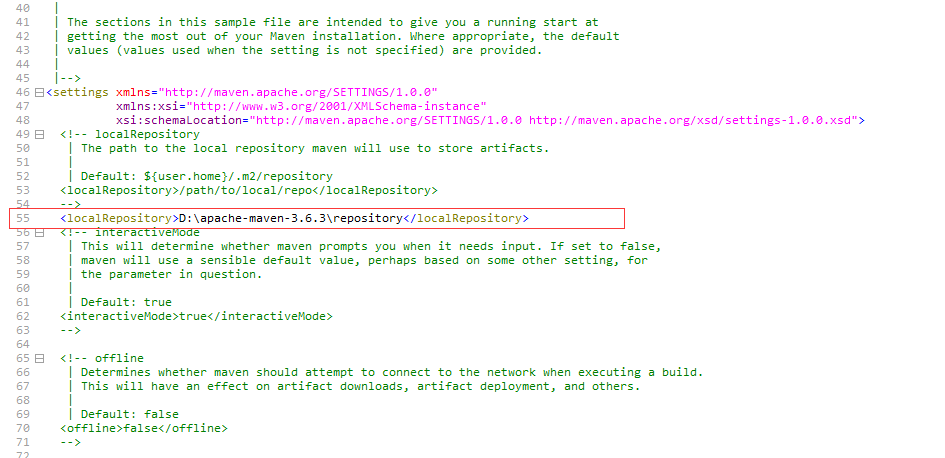 40 |
41 | The sections in this sample file are intended to give you a running start at
42 | getting the most out of your Maven installation. Where appropriate, the default
43 | values (values used when the setting is not specified) are provided.
44 |
45 |-->
46 <settings xmlns="http://maven.apache.org/SETTINGS/1.0.0"
47 xmlns:xsi="http://www.w3.org/2001/XMLSchema-instance"
48 xsi:schemaLocation="http://maven.apache.org/SETTINGS/1.0.0 http://maven.apache.org/xsd/settings-1.0.0.xsd">
49 <!-- localRepository
50 | The path to the local repository maven will use to store artifacts.
51 |
52 | Default: ${user.home}/.m2/repository
53 <localRepository>/path/to/local/repo</localRepository>
54 -->
55 <localRepository>D:\apache-maven-3.6.3\repository</localRepository>
56 <!-- interactiveMode
57 | This will determine whether maven prompts you when it needs input. If set to false,
58 | maven will use a sensible default value, perhaps based on some other setting, for
59 | the parameter in question.
60 |
61 | Default: true
62 <interactiveMode>true</interactiveMode>
63 -->
64
65 <!-- offline
66 | Determines whether maven should attempt to connect to the network when executing a build.
67 | This will have an effect on artifact downloads, artifact deployment, and others.
68 |
69 | Default: false
70 <offline>false</offline>
71 -->
72